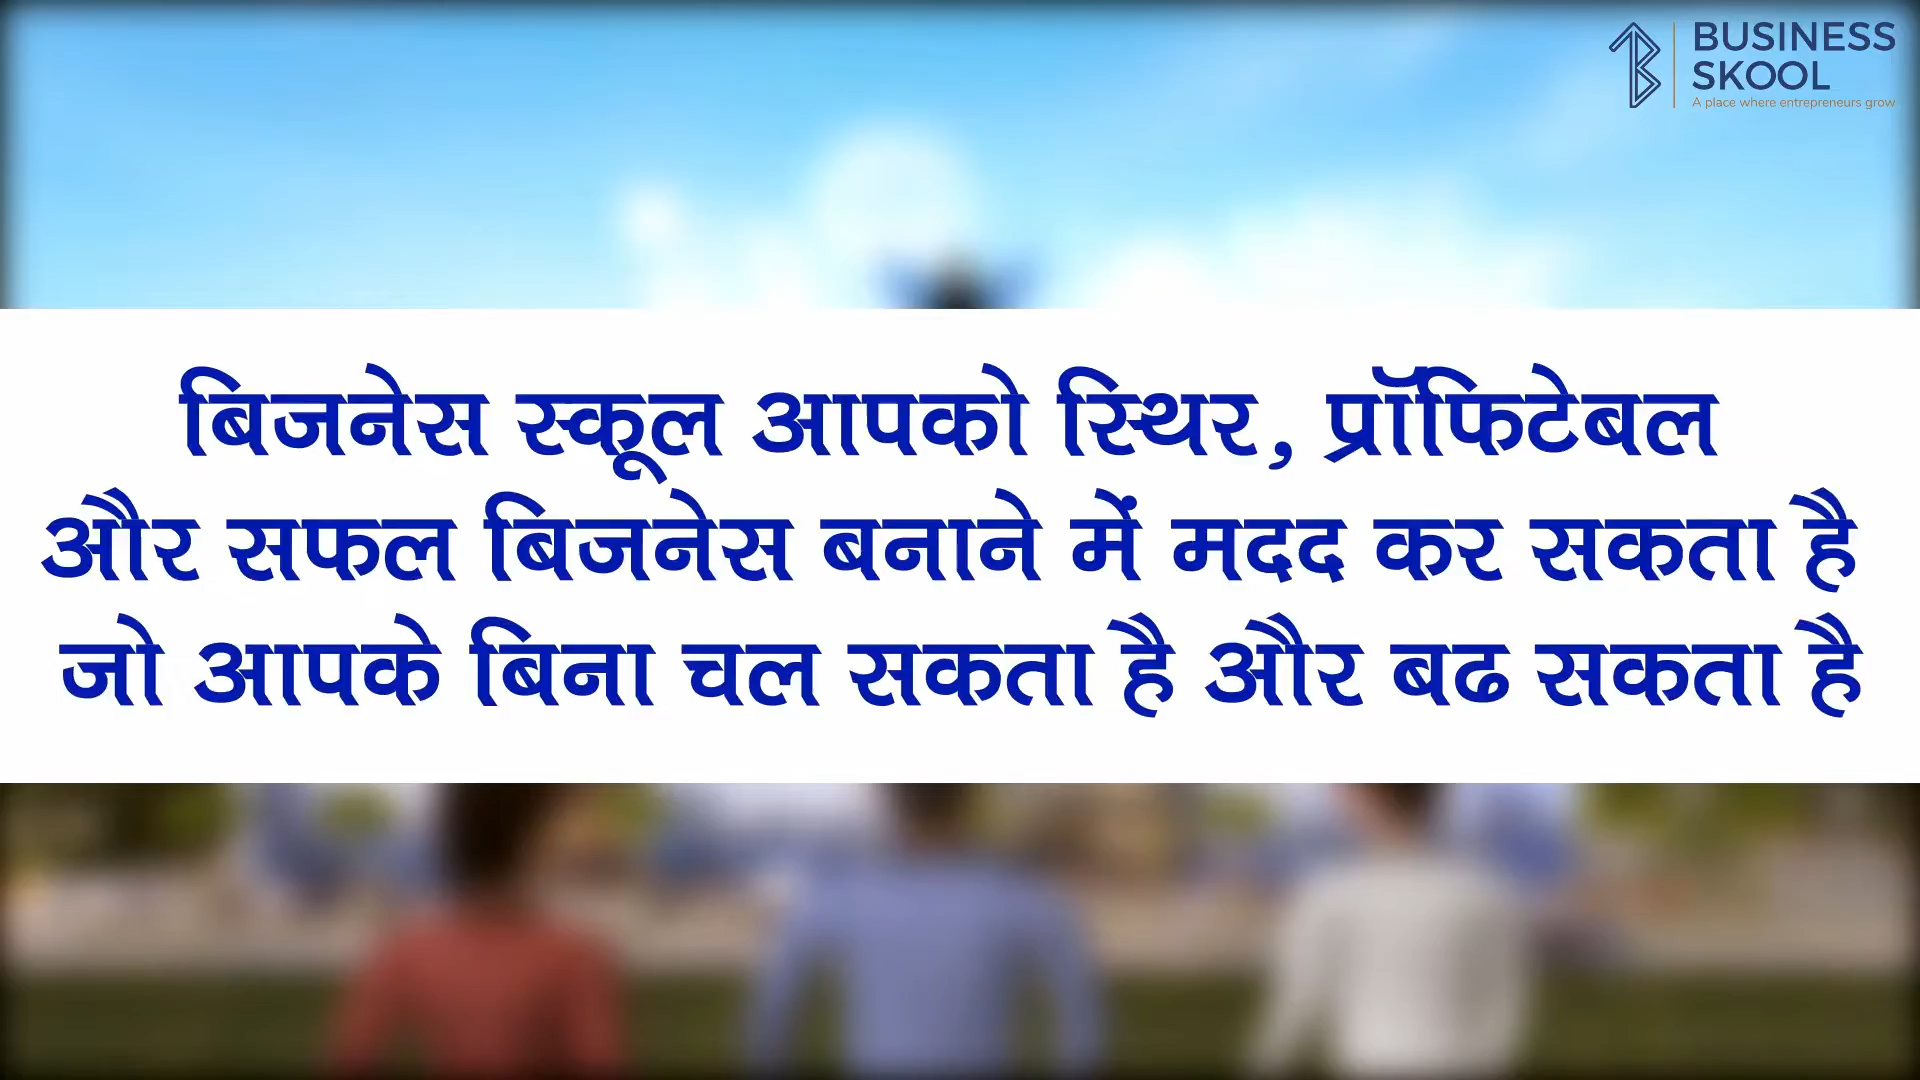 BUSINESS
SKOOL
A place where entrepreneurs grow
बिजनेस स्कूल आपको स्थिर, प्रॉफिटेबल
और सफल बिजनेस बनाने में मदद कर सकता है
जो आपके बिना चल सकता है और बढ सकता है